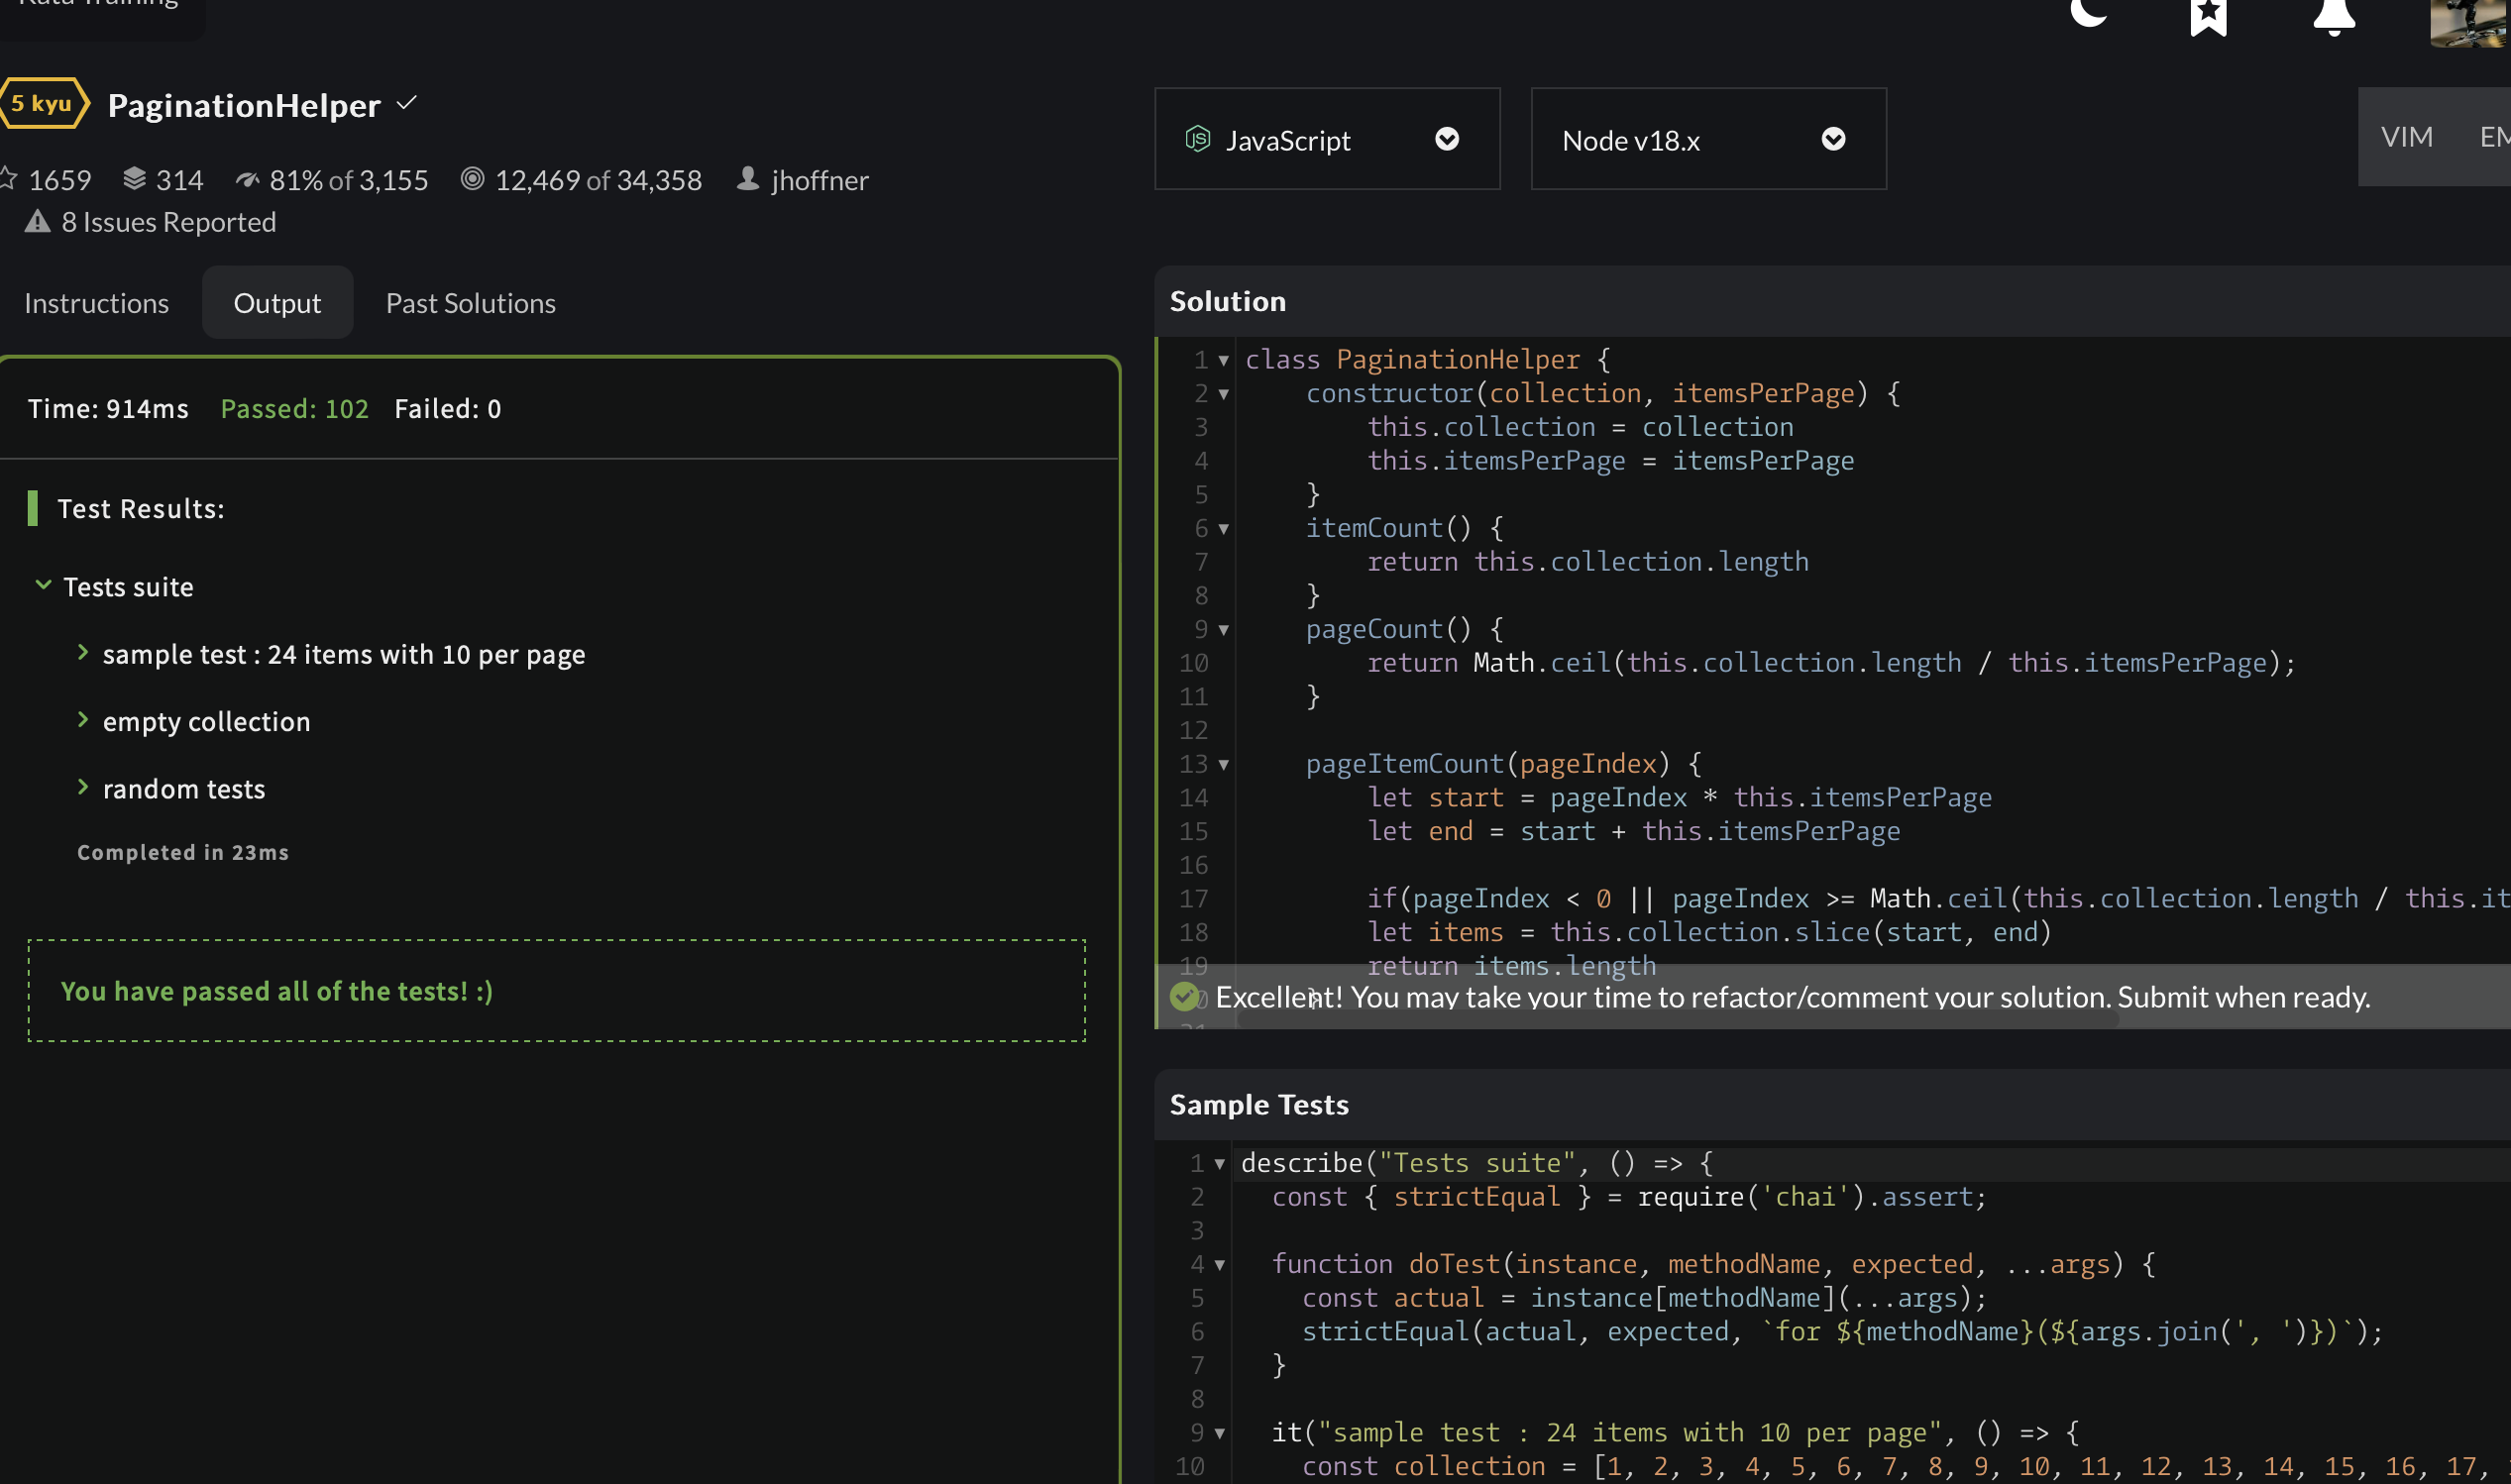 Kata Training
5 kyu PaginationHelper
1659 314 81% of 3,155 12,469 of 34,358 jhoffner
8 Issues Reported
Instructions Output Past Solutions
Time: 914ms Passed: 102 Failed: 0
Test Results:
Tests suite
sample test : 24 items with 10 per page
empty collection
random tests
Completed in 23ms
You have passed all of the tests! :)
JavaScript Node v18.x VIM EM
Solution
1 class PaginationHelper {
2     constructor(collection, itemsPerPage) {
3         this.collection = collection
4         this.itemsPerPage = itemsPerPage
5     }
6     itemCount() {
7         return this.collection.length
8     }
9     pageCount() {
10         return Math.ceil(this.collection.length / this.itemsPerPage);
11     }
12
13     pageItemCount(pageIndex) {
14         let start = pageIndex * this.itemsPerPage
15         let end = start + this.itemsPerPage
16
17         if(pageIndex < 0 || pageIndex >= Math.ceil(this.collection.length / this.it
18         let items = this.collection.slice(start, end)
19         return items.length
Excellent! You may take your time to refactor/comment your solution. Submit when ready.
Sample Tests
1 describe("Tests suite", () => {
2   const { strictEqual } = require('chai').assert;
3
4   function doTest(instance, methodName, expected, ...args) {
5     const actual = instance[methodName](...args);
6     strictEqual(actual, expected, `for ${methodName}(${args.join(', ')})`);
7   }
8
9   it("sample test : 24 items with 10 per page", () => {
10     const collection = [1, 2, 3, 4, 5, 6, 7, 8, 9, 10, 11, 12, 13, 14, 15, 16, 17,